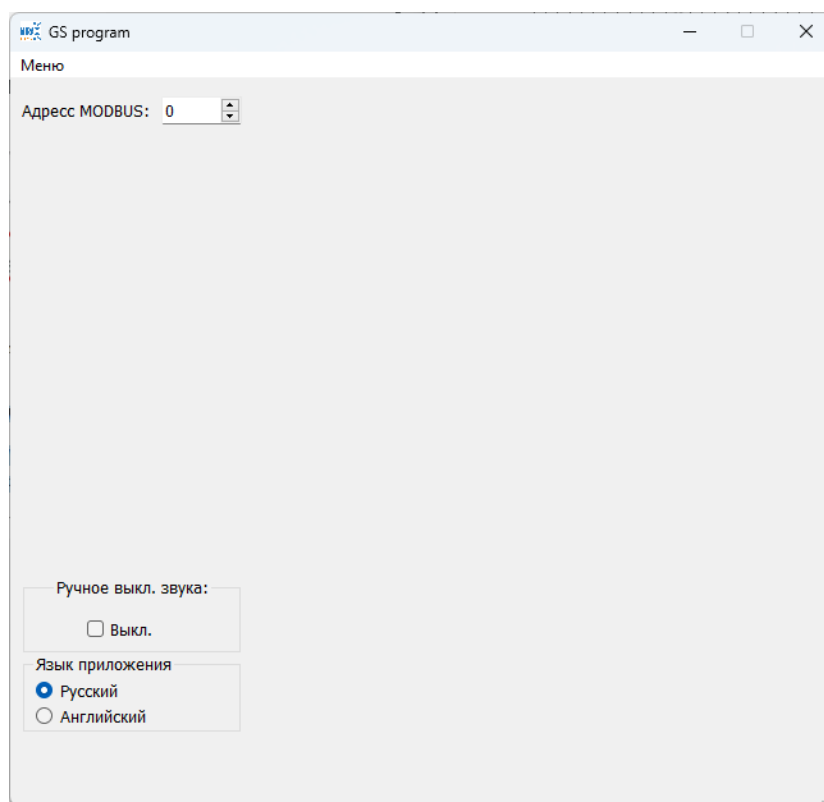 GS program
Меню
Адресс MODBUS: 0
Ручное выкл. звука:
Выкл.
Язык приложения
Русский
Английский